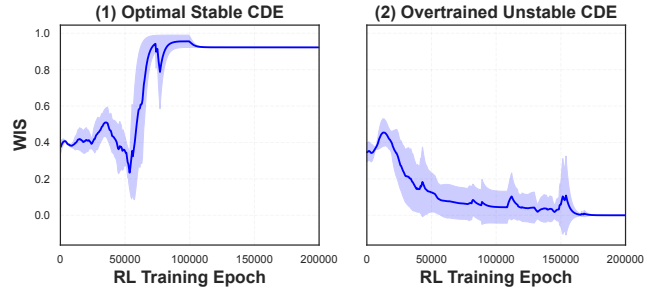 (1) Optimal Stable CDE
(2) Overtrained Unstable CDE
WIS
1.0
0.8
0.6
0.4
0.2
0.0
0 50000 100000 150000 200000
0 50000 100000 150000 200000
RL Training Epoch
RL Training Epoch